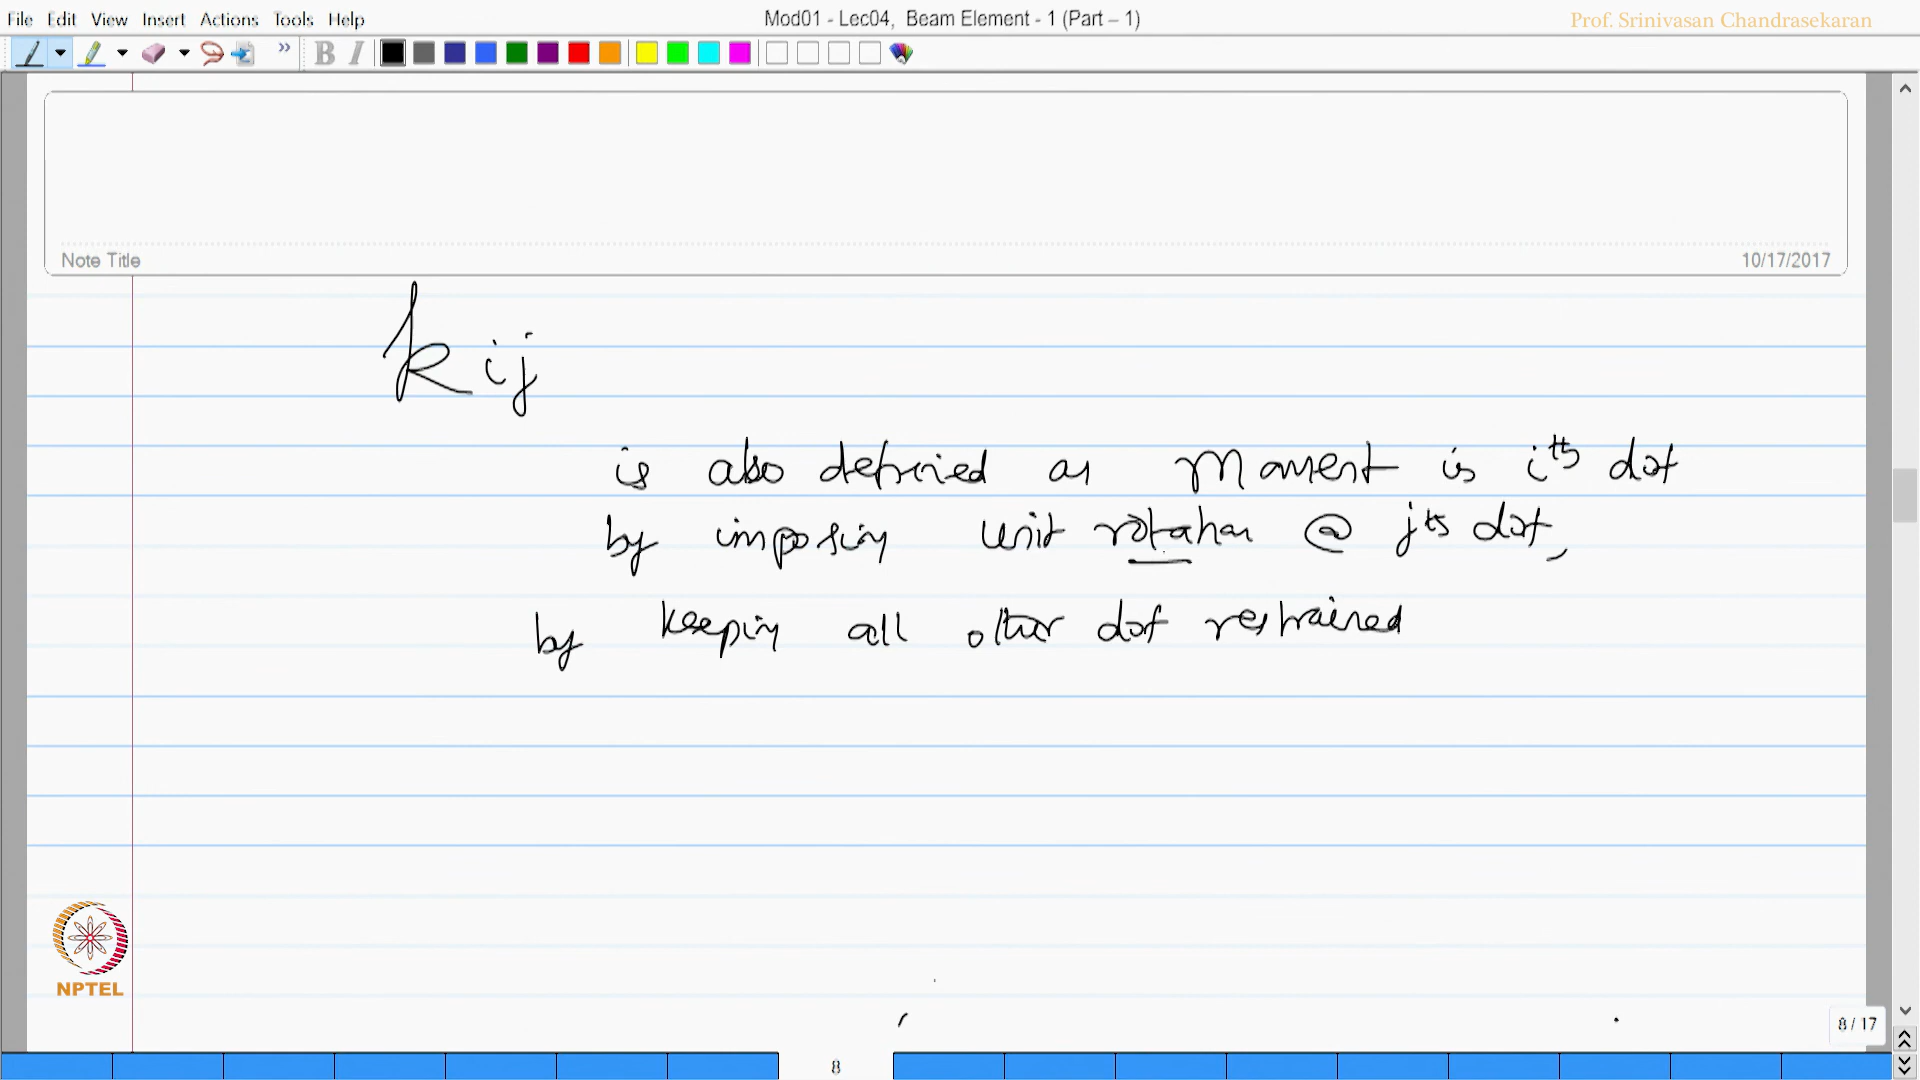 File Edit View Insert Actions Tools Help
Mod01 - Lec04, Beam Element - 1 (Part – 1)
Prof. Srinivasan Chandrasekaran
B I
Note Title
10/17/2017
kij
is also defined as Moment in ith dof
by imposing unit rotation @ jth dof,
by keeping all other dof restrained
NPTEL
8 / 17
8